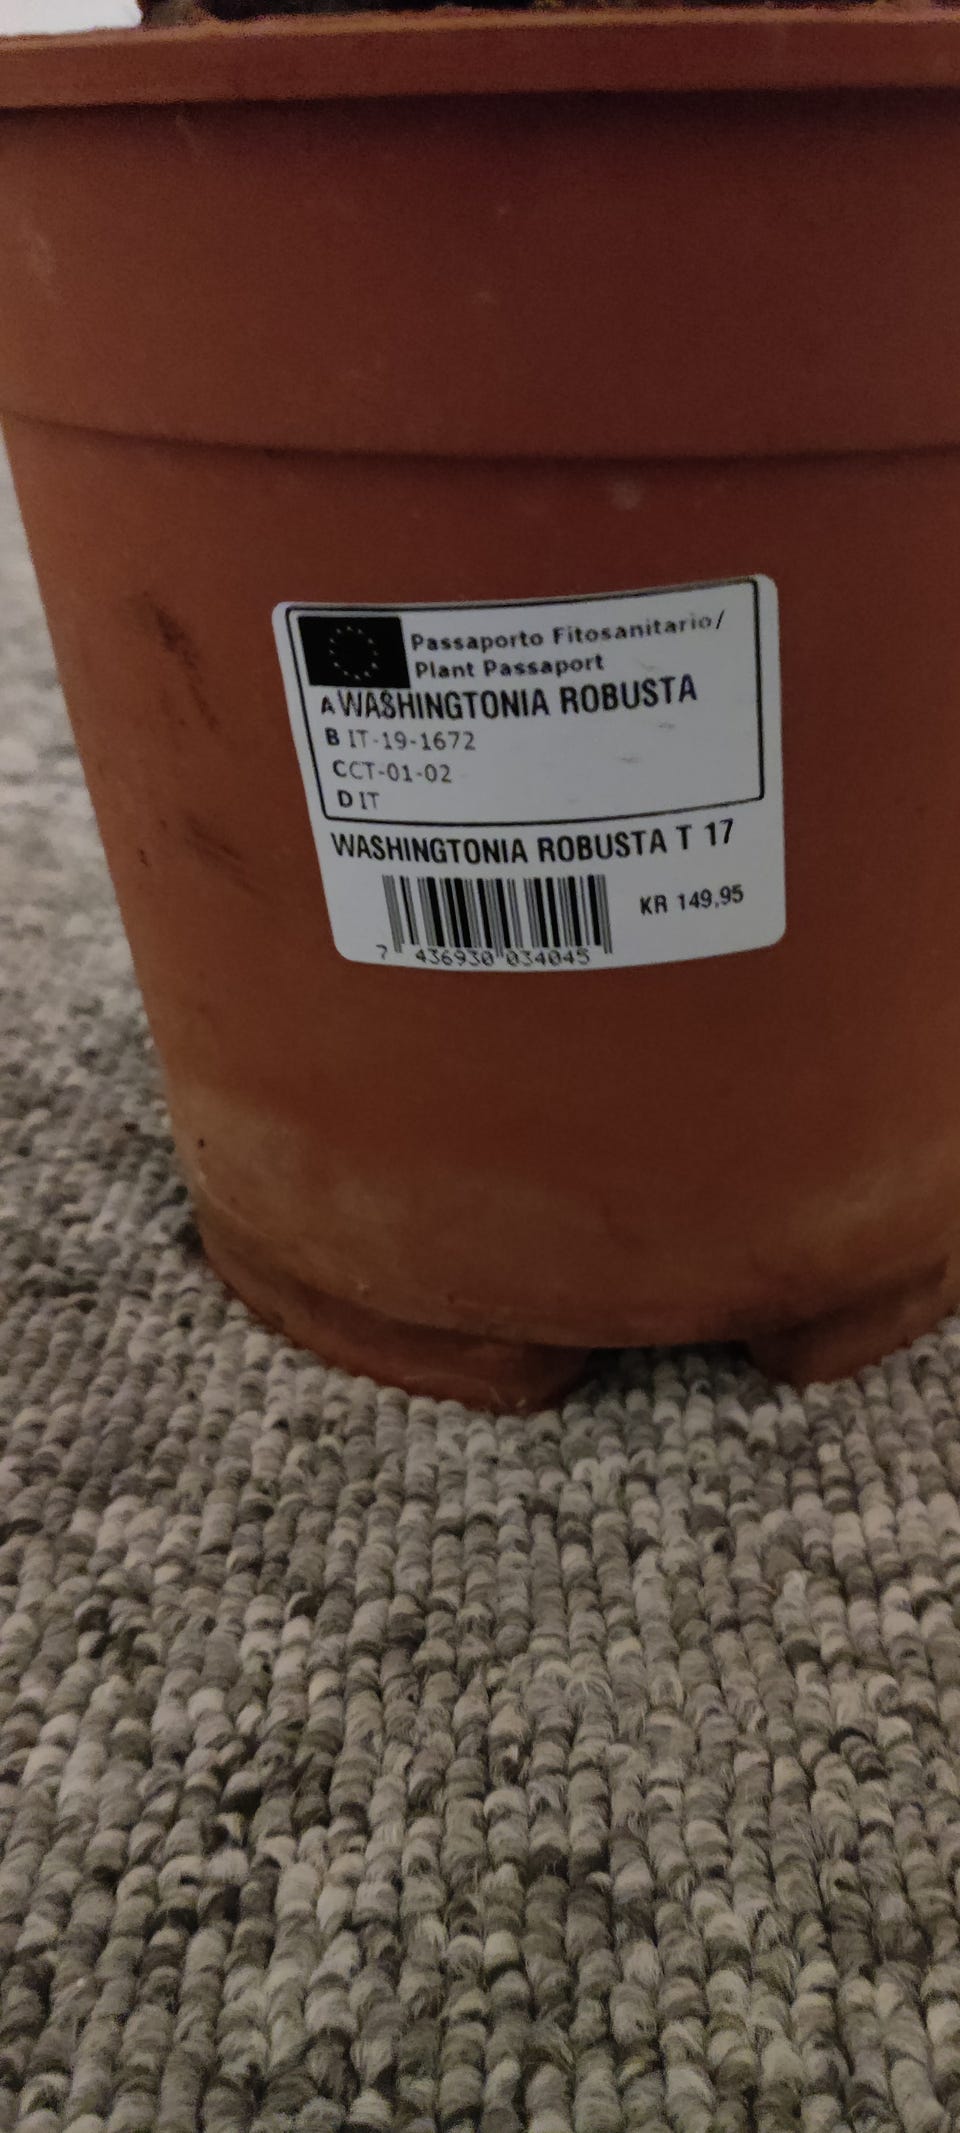 Passaporto Fitosanitario/
Plant Passaport
A WASHINGTONIA ROBUSTA
B IT-19-1672
C CT-01-02
D IT
WASHINGTONIA ROBUSTA T 17
KR 149,95
7 436930 034045